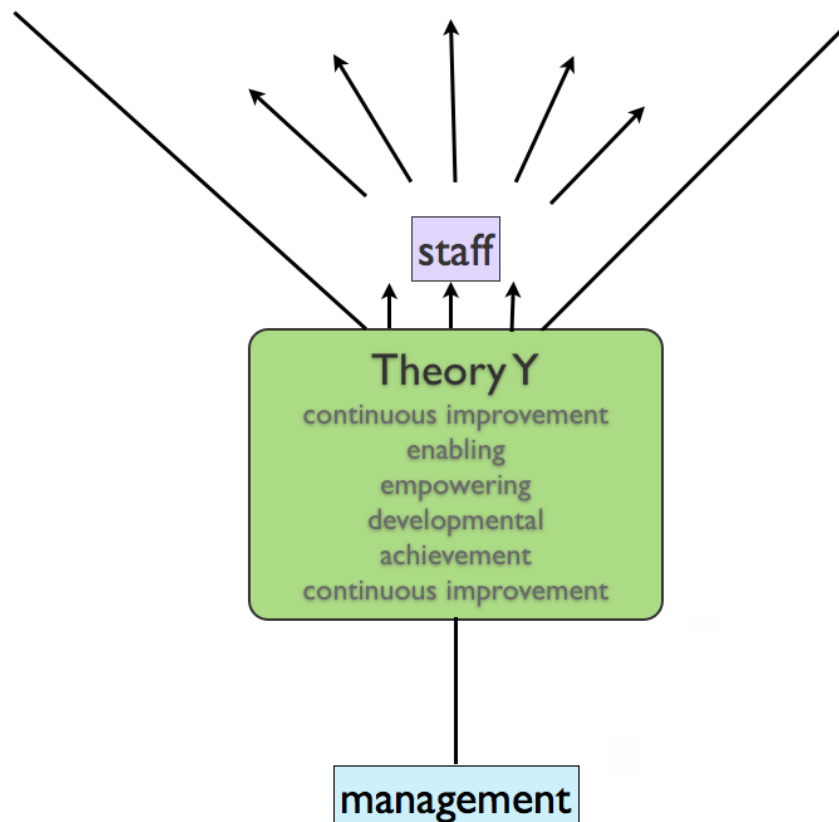 staff
Theory Y
continuous improvement
enabling
empowering
developmental
achievement
continuous improvement
management